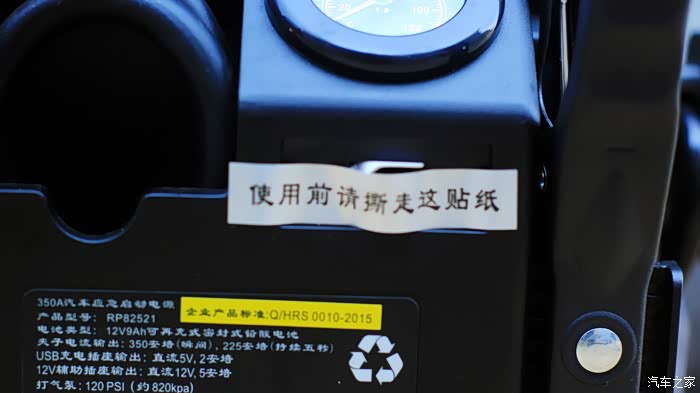 20
100
使用前请撕走这贴纸
350A汽车应急启动电源
企业产品标准:Q/HRS 0010-2015
产品型号: RP82521
电池类型: 12V9Ah可再充式密封式铅酸电池
夹子电流输出: 350安培(瞬间), 225安培(持续五秒)
USB充电插座输出: 直流5V, 2安培
12V辅助插座输出: 直流12V, 5安培
打气泵: 120 PSI (约820kpa)
汽车之家